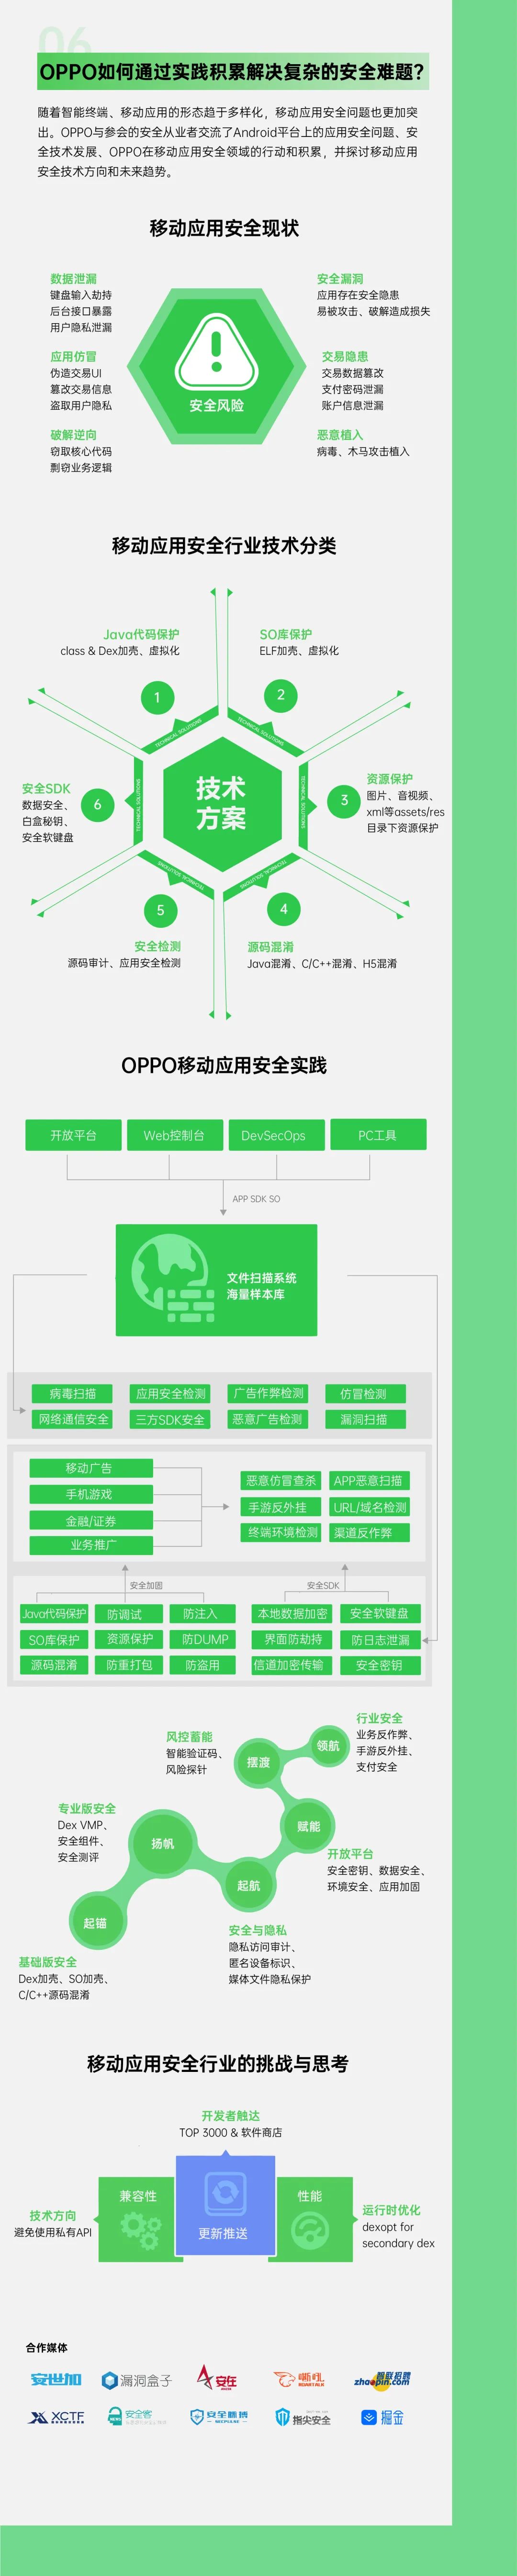 06
OPPO如何通过实践积累解决复杂的安全难题?
随着智能终端、移动应用的形态趋于多样化，移动应用安全问题也更加突
出。OPPO与参会的安全从业者交流了Android平台上的应用安全问题、安
全技术发展、OPPO在移动应用安全领域的行动和积累，并探讨移动应用
安全技术方向和未来趋势。
移动应用安全现状
数据泄漏
键盘输入劫持
后台接口暴露
用户隐私泄漏
应用仿冒
伪造交易UI
篡改交易信息
盗取用户隐私
破解逆向
窃取核心代码
剽窃业务逻辑
安全风险
安全漏洞
应用存在安全隐患
易被攻击、破解造成损失
交易隐患
交易数据篡改
支付密码泄漏
账户信息泄漏
恶意植入
病毒、木马攻击植入
移动应用安全行业技术分类
Java代码保护
class & Dex加壳、虚拟化
SO库保护
ELF加壳、虚拟化
1
2
TECHNICAL SOLUTIONS
TECHNICAL SOLUTIONS
安全SDK
数据安全、
白盒秘钥、
安全软键盘
6
TECHNICAL SOLUTIONS
技术
方案
TECHNICAL SOLUTIONS
3
资源保护
图片、音视频、
xml等assets/res
目录下资源保护
TECHNICAL SOLUTIONS
TECHNICAL SOLUTIONS
5
4
安全检测
源码审计、应用安全检测
源码混淆
Java混淆、C/C++混淆、H5混淆
OPPO移动应用安全实践
开放平台
Web控制台
DevSecOps
PC工具
APP SDK SO
文件扫描系统
海量样本库
病毒扫描
应用安全检测
广告作弊检测
仿冒检测
网络通信安全
三方SDK安全
恶意广告检测
漏洞扫描
移动广告
手机游戏
金融/证券
业务推广
恶意仿冒查杀
APP恶意扫描
手游反外挂
URL/域名检测
终端环境检测
渠道反作弊
安全加固
安全SDK
Java代码保护
防调试
防注入
本地数据加密
安全软键盘
SO库保护
资源保护
防DUMP
界面防劫持
防日志泄漏
源码混淆
防重打包
防盗用
信道加密传输
安全密钥
行业安全
业务反作弊、
手游反外挂、
支付安全
风控蓄能
智能验证码、
风险探针
领航
摆渡
专业版安全
Dex VMP、
安全组件、
安全测评
扬帆
赋能
开放平台
安全密钥、数据安全、
环境安全、应用加固
起航
起锚
安全与隐私
隐私访问审计、
匿名设备标识、
媒体文件隐私保护
基础版安全
Dex加壳、SO加壳、
C/C++源码混淆
移动应用安全行业的挑战与思考
开发者触达
TOP 3000 & 软件商店
兼容性
性能
更新推送
技术方向
避免使用私有API
运行时优化
dexopt for
secondary dex
合作媒体
安世加
漏洞盒子
安在
嘶吼
ROARTALK
智联招聘
zhaopin.com
XCTF
安全客
安全脉搏
SECPULSE
指尖安全
掘金